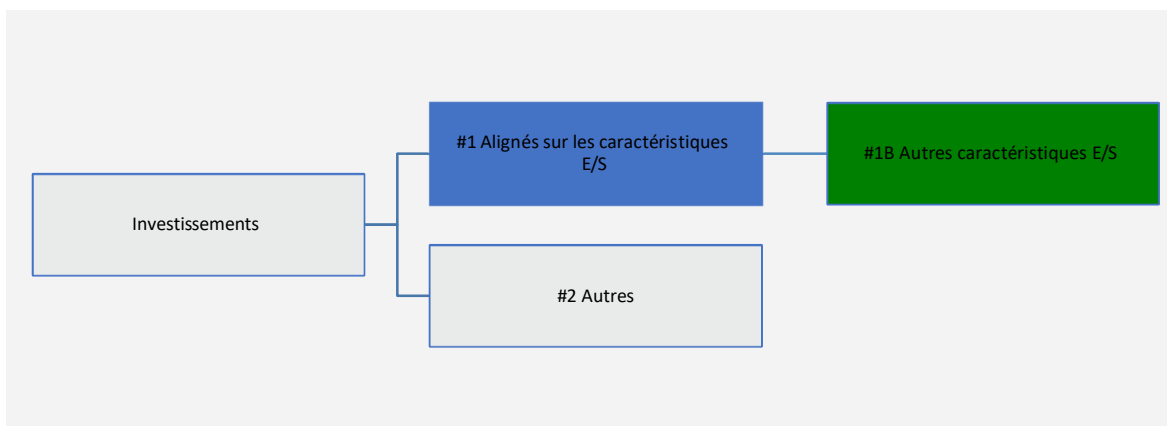 #1 Alignés sur les caractéristiques
E/S
#1B Autres caractéristiques E/S
Investissements
#2 Autres